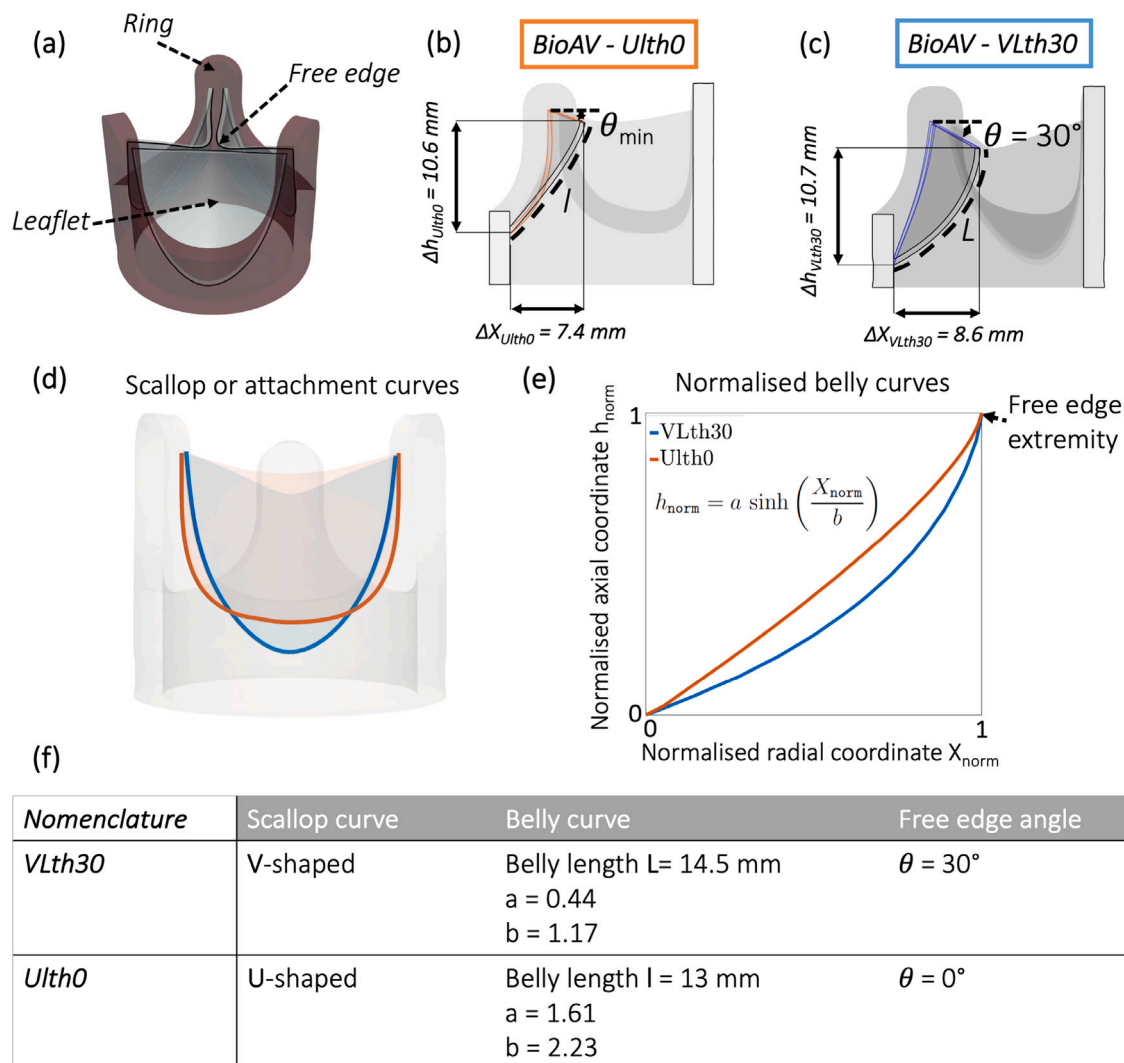 (a)
Ring
Free edge
Leaflet
(b)
BioAV - Ulth0
θmin
Δh_Ulth0 = 10.6 mm
l
ΔX_Ulth0 = 7.4 mm
(c)
BioAV - VLth30
θ = 30°
Δh_VLth30 = 10.7 mm
L
ΔX_VLth30 = 8.6 mm
(d)
Scallop or attachment curves
(e)
Normalised belly curves
Normalised axial coordinate h_norm
1
VLth30
Ulth0
h_norm = a sinh (X_norm / b)
Free edge
extremity
0
0
1
Normalised radial coordinate X_norm
(f)
Nomenclature Scallop curve Belly curve Free edge angle
VLth30 V-shaped Belly length L= 14.5 mm θ = 30°
a = 0.44
b = 1.17
Ulth0 U-shaped Belly length l = 13 mm θ = 0°
a = 1.61
b = 2.23